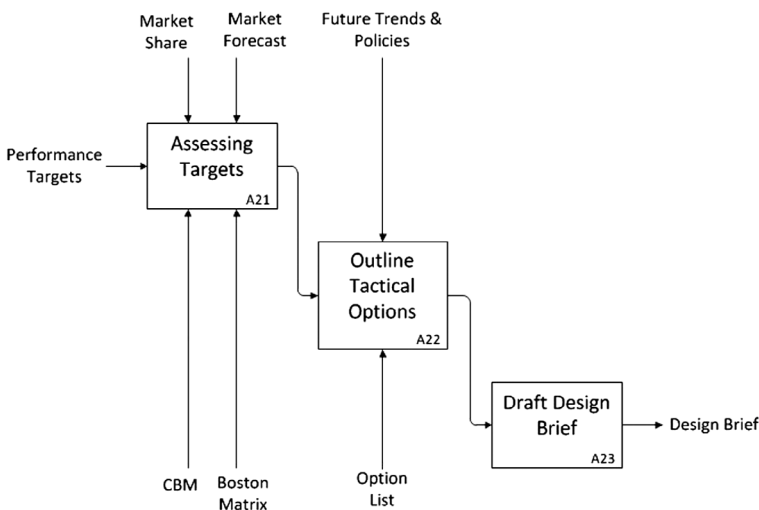 Market
Share
Market
Forecast
Future Trends &
Policies
Performance
Targets
Assessing
Targets
A21
Outline
Tactical
Options
A22
Draft Design
Brief
A23
Design Brief
CBM
Boston
Matrix
Option
List